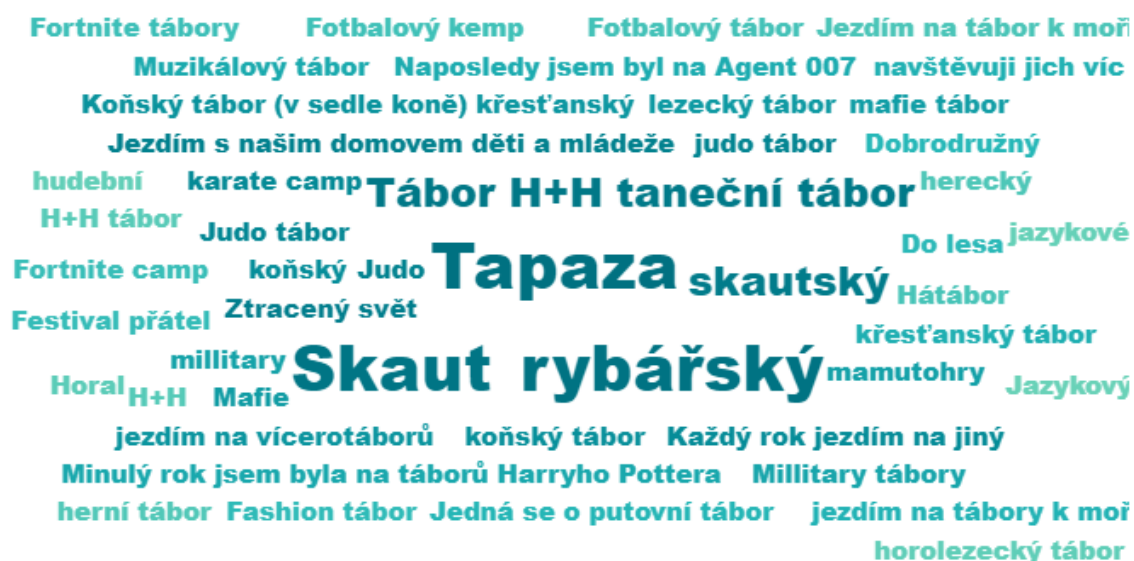 Fortnite tábory Fotbalový kemp Fotbalový tábor Jezdím na tábor k moři
Muzikálový tábor Naposledy jsem byl na Agent 007 navštěvuji jich víc
Koňský tábor (v sedle koně) křesťanský lezecký tábor mafie tábor
Jezdím s našim domovem děti a mládeže judo tábor Dobrodružný
hudební karate camp Tábor H+H taneční tábor herecký
H+H tábor Judo tábor Do lesa jazykové
Fortnite camp koňský Judo Tapaza skautský Hátábor
Festival přátel Ztracený svět křesťanský tábor
millitary Skaut rybářský mamutohry
Horal H+H Mafie Jazykový
jezdím na vícerotáborů koňský tábor Každý rok jezdím na jiný
Minulý rok jsem byla na táborů Harryho Pottera Millitary tábory
herní tábor Fashion tábor Jedná se o putovní tábor jezdím na tábory k moř
horolezecký tábor